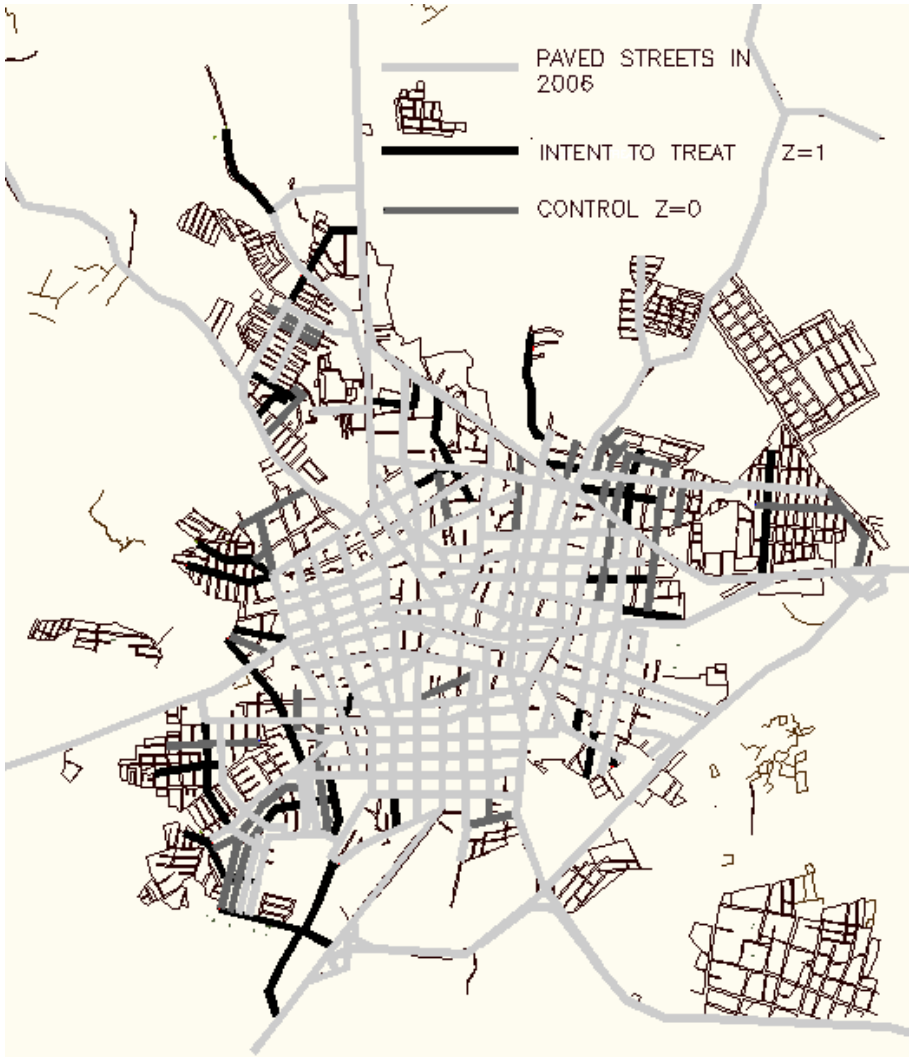 PAVED STREETS IN
2006
INTENT TO TREAT Z=1
CONTROL Z=0